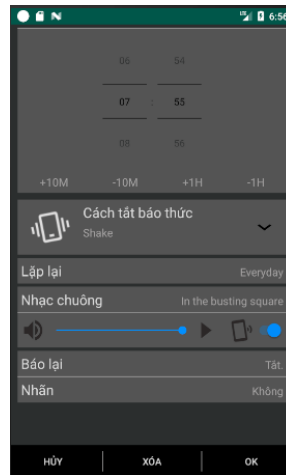 6:56
06 54
07 : 55
08 56
+10M -10M +1H -1H
Cách tắt báo thức
Shake
Lặp lại Everyday
Nhạc chuông In the busting square
Báo lại Tắt.
Nhãn Không
HỦY XÓA OK